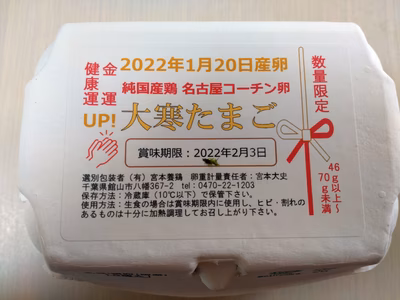 2022年1月20日産卵
金運
健康運
UP!
純国産鶏 名古屋コーチン卵
大寒たまご
数量限定
賞味期限:2022年2月3日
46g以上～
70g未満
選別包装者(有)宮本養鶏 卵重計量責任者:宮本大史
千葉県館山市八幡367-2 tel:0470-22-1203
保存方法:冷蔵庫(10℃以下)で保管下さい。
使用方法:生食の場合は賞味期限内に使用し、ヒビ・割れの
あるものは十分に加熱調理してお召し上がり下さい。